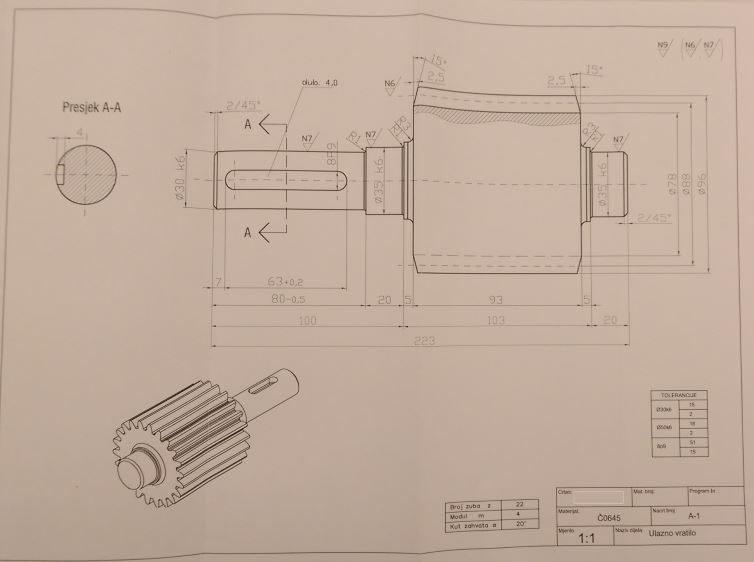 N9 ( N6 N7 )
15°
15°
2,5
2,5
dub. 4,0
N6
Presjek A-A
4
2/45°
A
N7
R1
N7
R3
N7
8P9
Ø30 k6
Ø35 k6
Ø35 k6
Ø78
Ø88
Ø96
2/45°
A
7
63+0,2
80-0,5
20
5
93
5
100
103
20
223
TOLERANCIJE
Ø30k6
15
2
Ø50k6
18
2
8p9
51
15
Broj zuba z 22
Modul m 4
Kut zahvata α 20°
Crtao:
Mat. broj:
Program br.
Materijal:
Č0645
Nacrt broj
A-1
Mjerilo
1:1
Naziv dijela
Ulazno vratilo